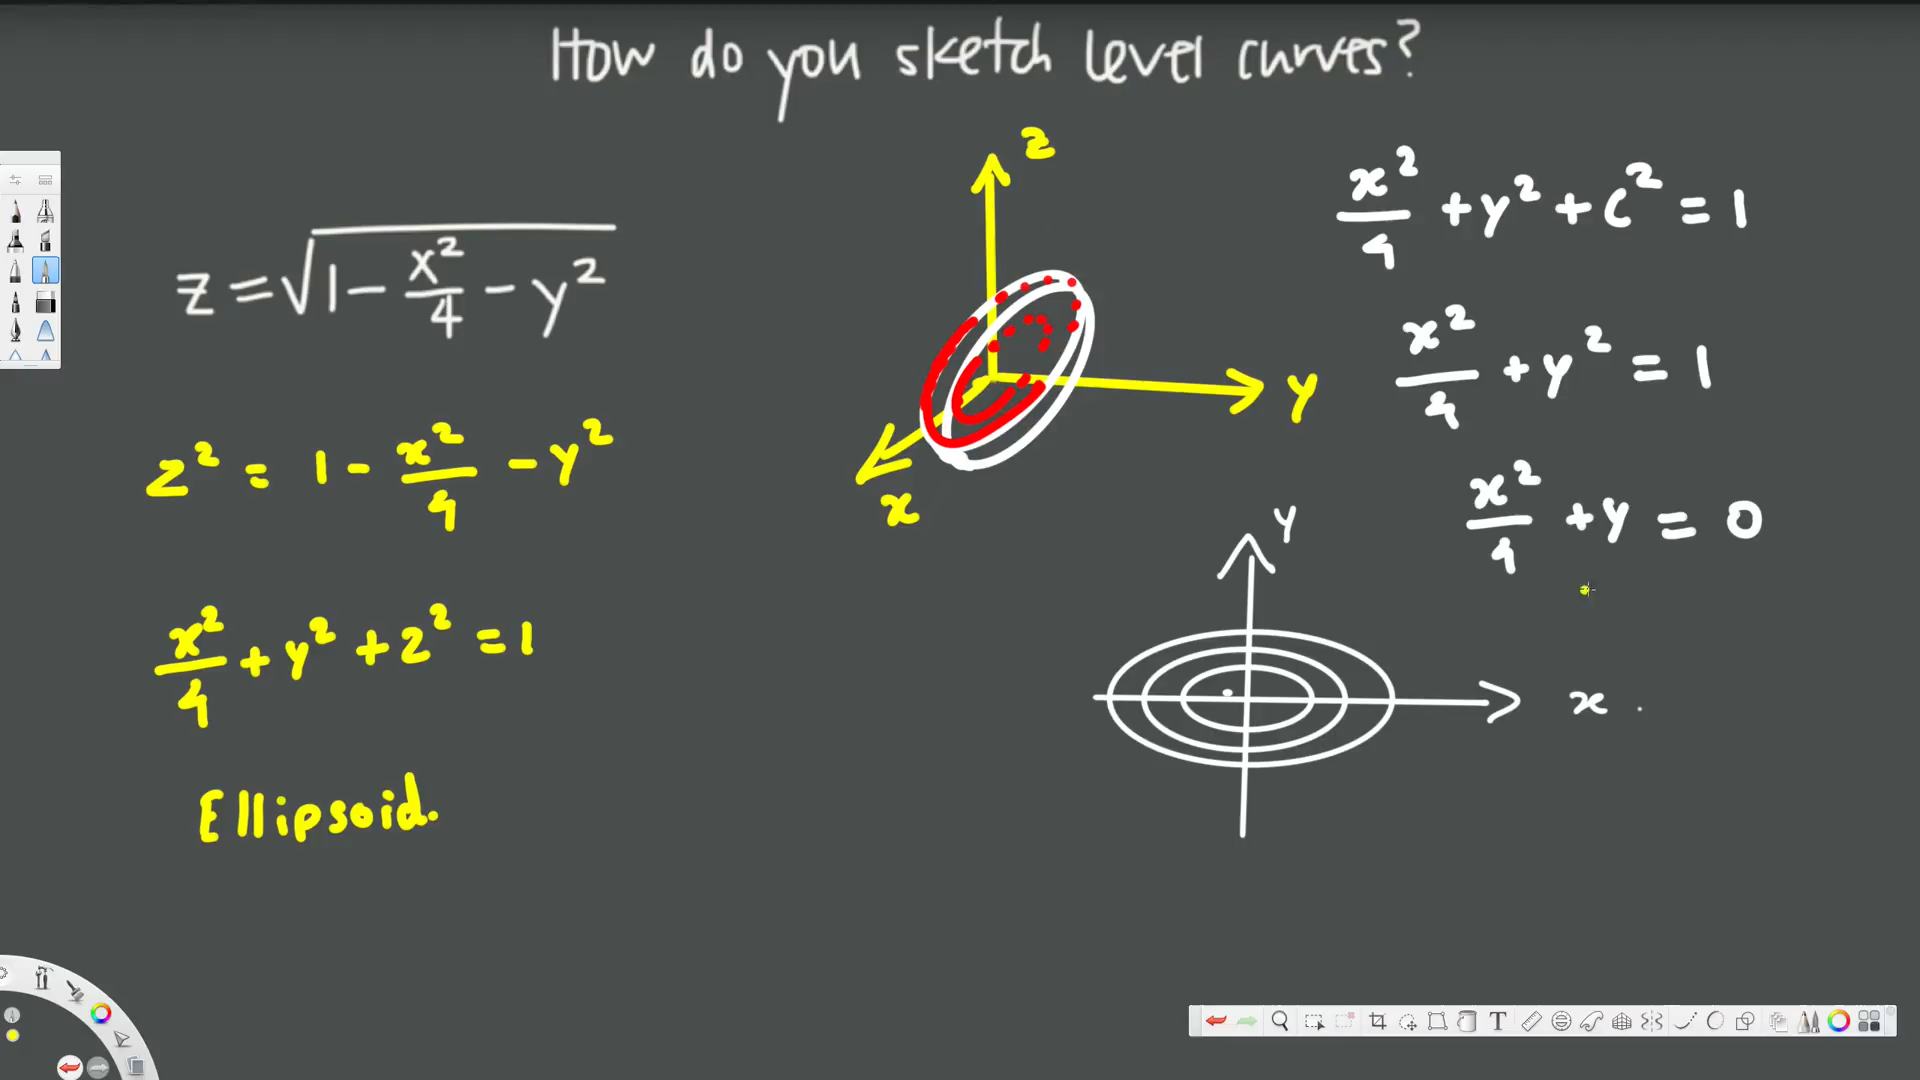 How do you sketch level curves?
z = √(1 - x²/4 - y²)
z² = 1 - x²/4 - y²
x²/4 + y² + z² = 1
Ellipsoid.
z
y
x
x²/4 + y² + c² = 1
x²/4 + y² = 1
x²/4 + y = 0
y
x .
T